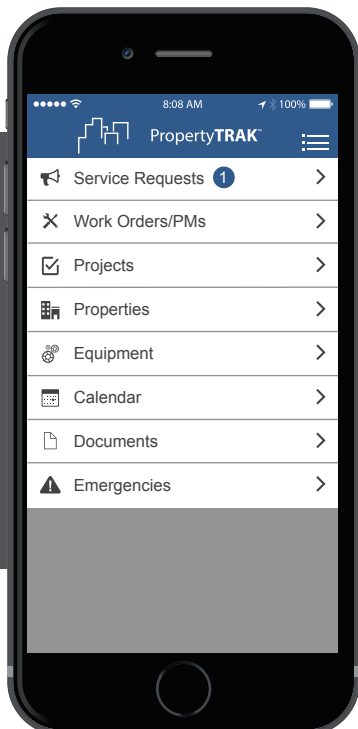 8:08 AM 100%
PropertyTRAK™
Service Requests 1
Work Orders/PMs
Projects
Properties
Equipment
Calendar
Documents
Emergencies